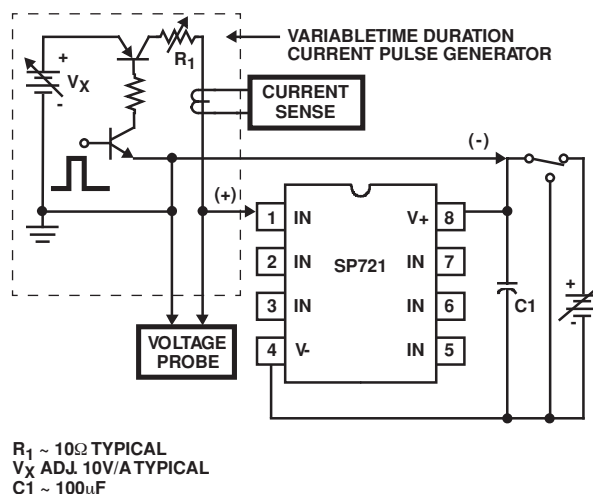 VARIABLETIME DURATION
CURRENT PULSE GENERATOR
+
VX
-
R1
CURRENT
SENSE
(-)
(+)
1 IN V+ 8
2 IN IN 7
SP721
3 IN IN 6
4 V- IN 5
C1
+
-
VOLTAGE
PROBE
R1 ~ 10Ω TYPICAL
VX ADJ. 10V/A TYPICAL
C1 ~ 100μF